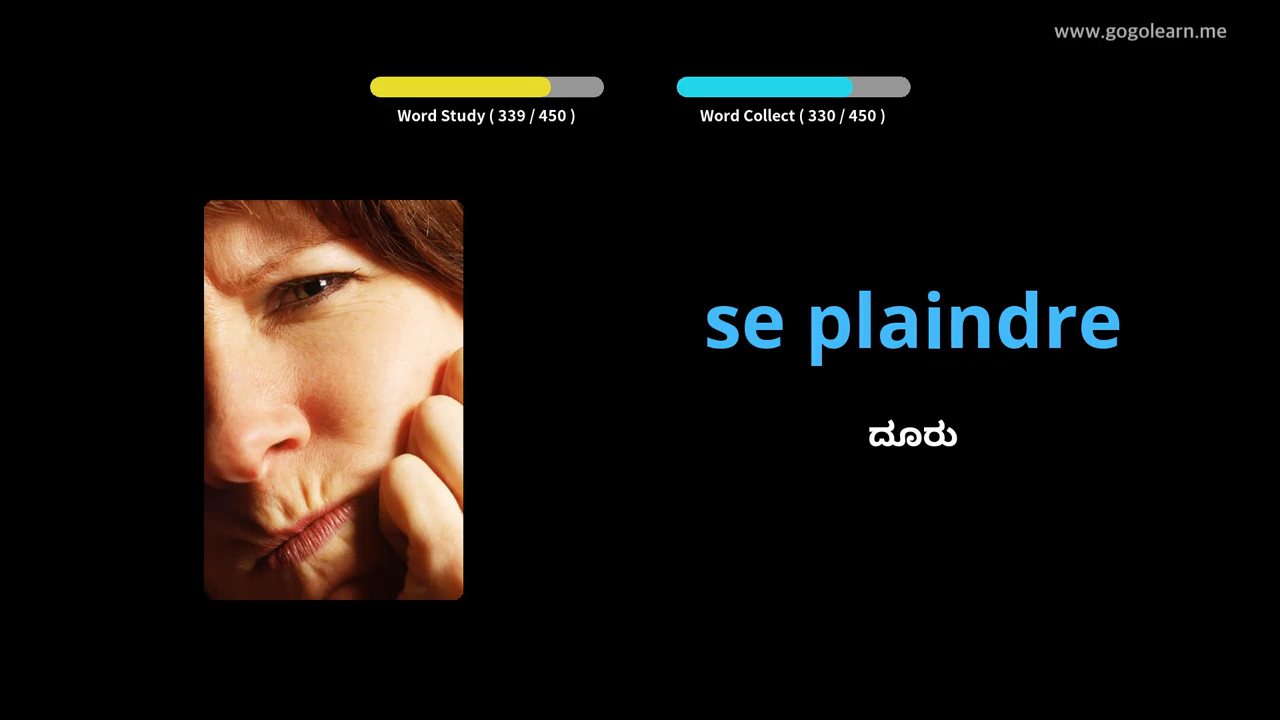 www.gogolearn.me
Word Study ( 339 / 450 )
Word Collect ( 330 / 450 )
se plaindre
ದೂರು